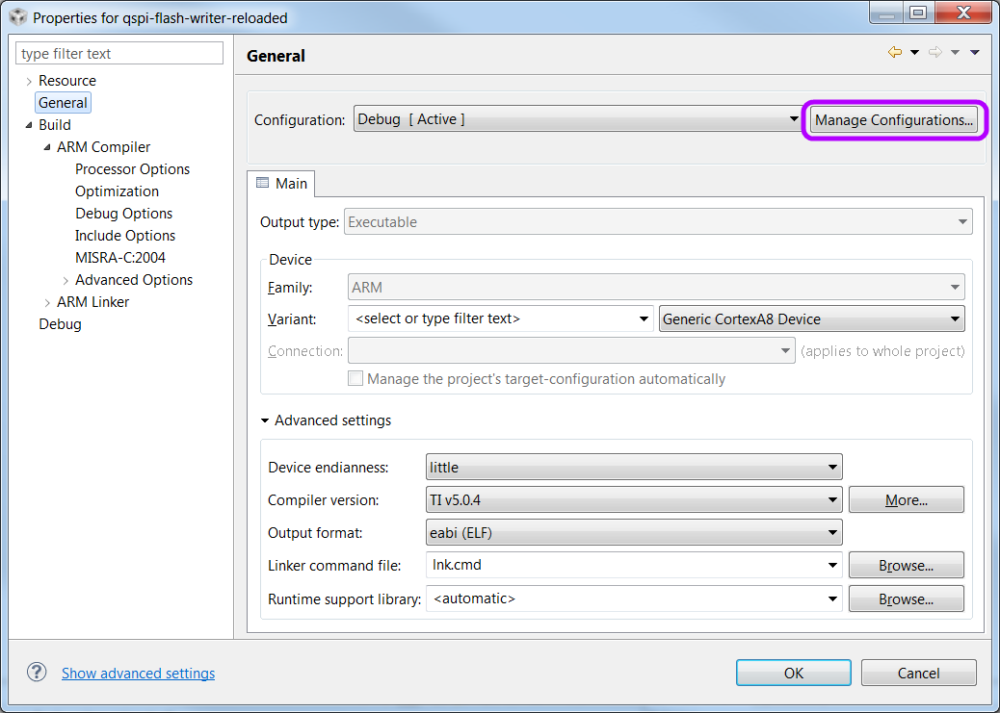 Properties for qspi-flash-writer-reloaded
type filter text
Resource
General
Build
ARM Compiler
Processor Options
Optimization
Debug Options
Include Options
MISRA-C:2004
Advanced Options
ARM Linker
Debug
General
Configuration: Debug [ Active ] Manage Configurations...
Main
Output type: Executable
Device
Family: ARM
Variant: <select or type filter text> Generic CortexA8 Device
Connection: (applies to whole project)
Manage the project's target-configuration automatically
Advanced settings
Device endianness: little
Compiler version: TI v5.0.4 More...
Output format: eabi (ELF)
Linker command file: lnk.cmd Browse...
Runtime support library: <automatic> Browse...
? Show advanced settings OK Cancel